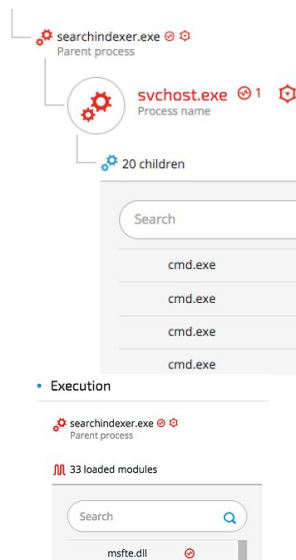 searchindexer.exe
Parent process
svchost.exe 1
Process name
20 children
Search
cmd.exe
cmd.exe
cmd.exe
cmd.exe
• Execution
searchindexer.exe
Parent process
33 loaded modules
Search
msfte.dll